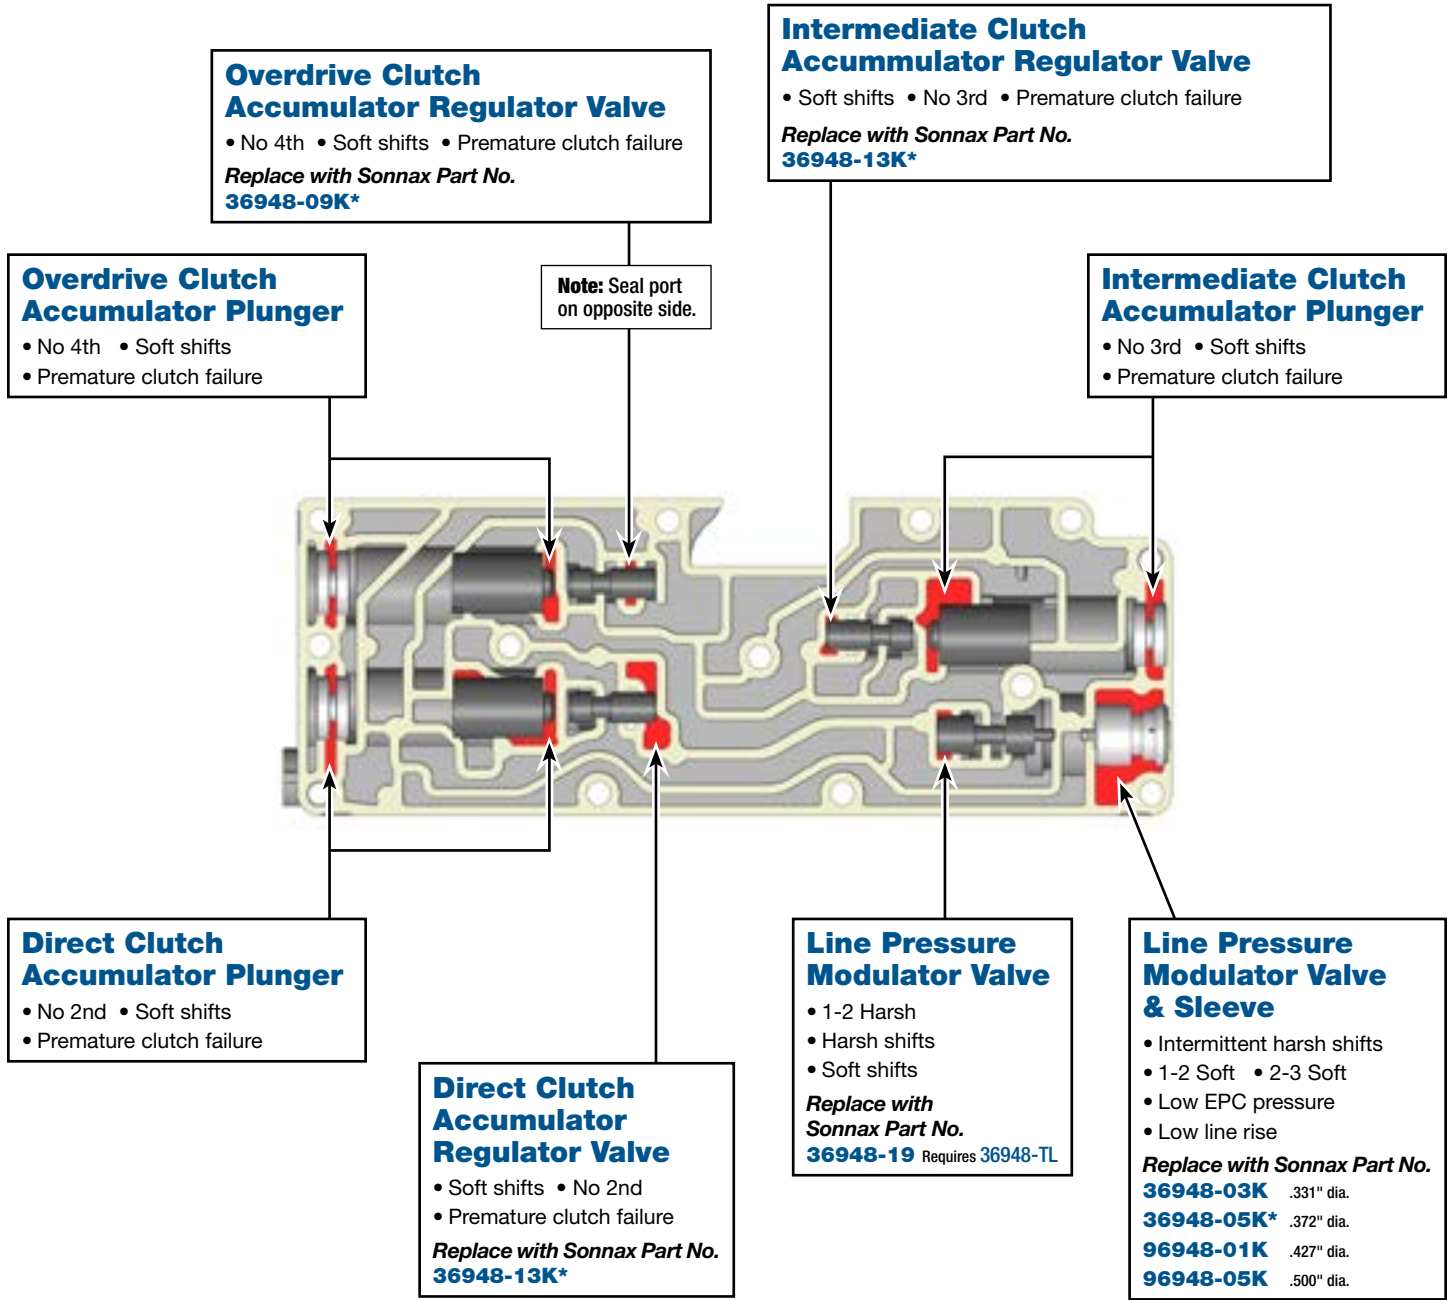 Intermediate Clutch
Accummulator Regulator Valve
• Soft shifts • No 3rd • Premature clutch failure
Replace with Sonnax Part No.
36948-13K*
Overdrive Clutch
Accumulator Regulator Valve
• No 4th • Soft shifts • Premature clutch failure
Replace with Sonnax Part No.
36948-09K*
Overdrive Clutch
Accumulator Plunger
• No 4th • Soft shifts
• Premature clutch failure
Note: Seal port
on opposite side.
Intermediate Clutch
Accumulator Plunger
• No 3rd • Soft shifts
• Premature clutch failure
Direct Clutch
Accumulator Plunger
• No 2nd • Soft shifts
• Premature clutch failure
Direct Clutch
Accumulator
Regulator Valve
• Soft shifts • No 2nd
• Premature clutch failure
Replace with Sonnax Part No.
36948-13K*
Line Pressure
Modulator Valve
• 1-2 Harsh
• Harsh shifts
• Soft shifts
Replace with
Sonnax Part No.
36948-19 Requires 36948-TL
Line Pressure
Modulator Valve
& Sleeve
• Intermittent harsh shifts
• 1-2 Soft • 2-3 Soft
• Low EPC pressure
• Low line rise
Replace with Sonnax Part No.
36948-03K .331" dia.
36948-05K* .372" dia.
96948-01K .427" dia.
96948-05K .500" dia.